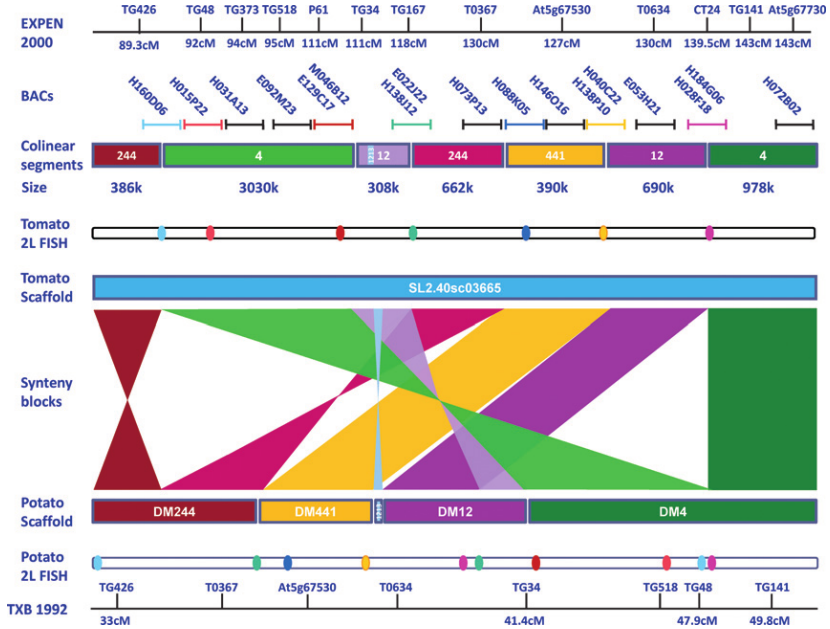 EXPEN 2000
TG426 TG48 TG373 TG518 P61 TG34 TG167 T0367 At5g67530 T0634 CT24 TG141 At5g67730
89.3cM 92cM 94cM 95cM 111cM 111cM 118cM 130cM 127cM 130cM 139.5cM 143cM 143cM
BACs
H160D06 H015P22 H031A13 E092M23 E129C17 M046B12 H138J12 E022J22 H073P13 H088K05 H146O16 H138P10 H040C22 E053H21 H028F18 H184G06 H072B02
Colinear segments
244 4 1219 12 244 441 12 4
Size 386k 3030k 308k 662k 390k 690k 978k
Tomato 2L FISH
Tomato Scaffold
SL2.40sc03665
Synteny blocks
Potato Scaffold
DM244 DM441 DM12 DM4
Potato 2L FISH
TG426 T0367 At5g67530 T0634 TG34 TG518 TG48 TG141
TXB 1992
33cM 41.4cM 47.9cM 49.8cM